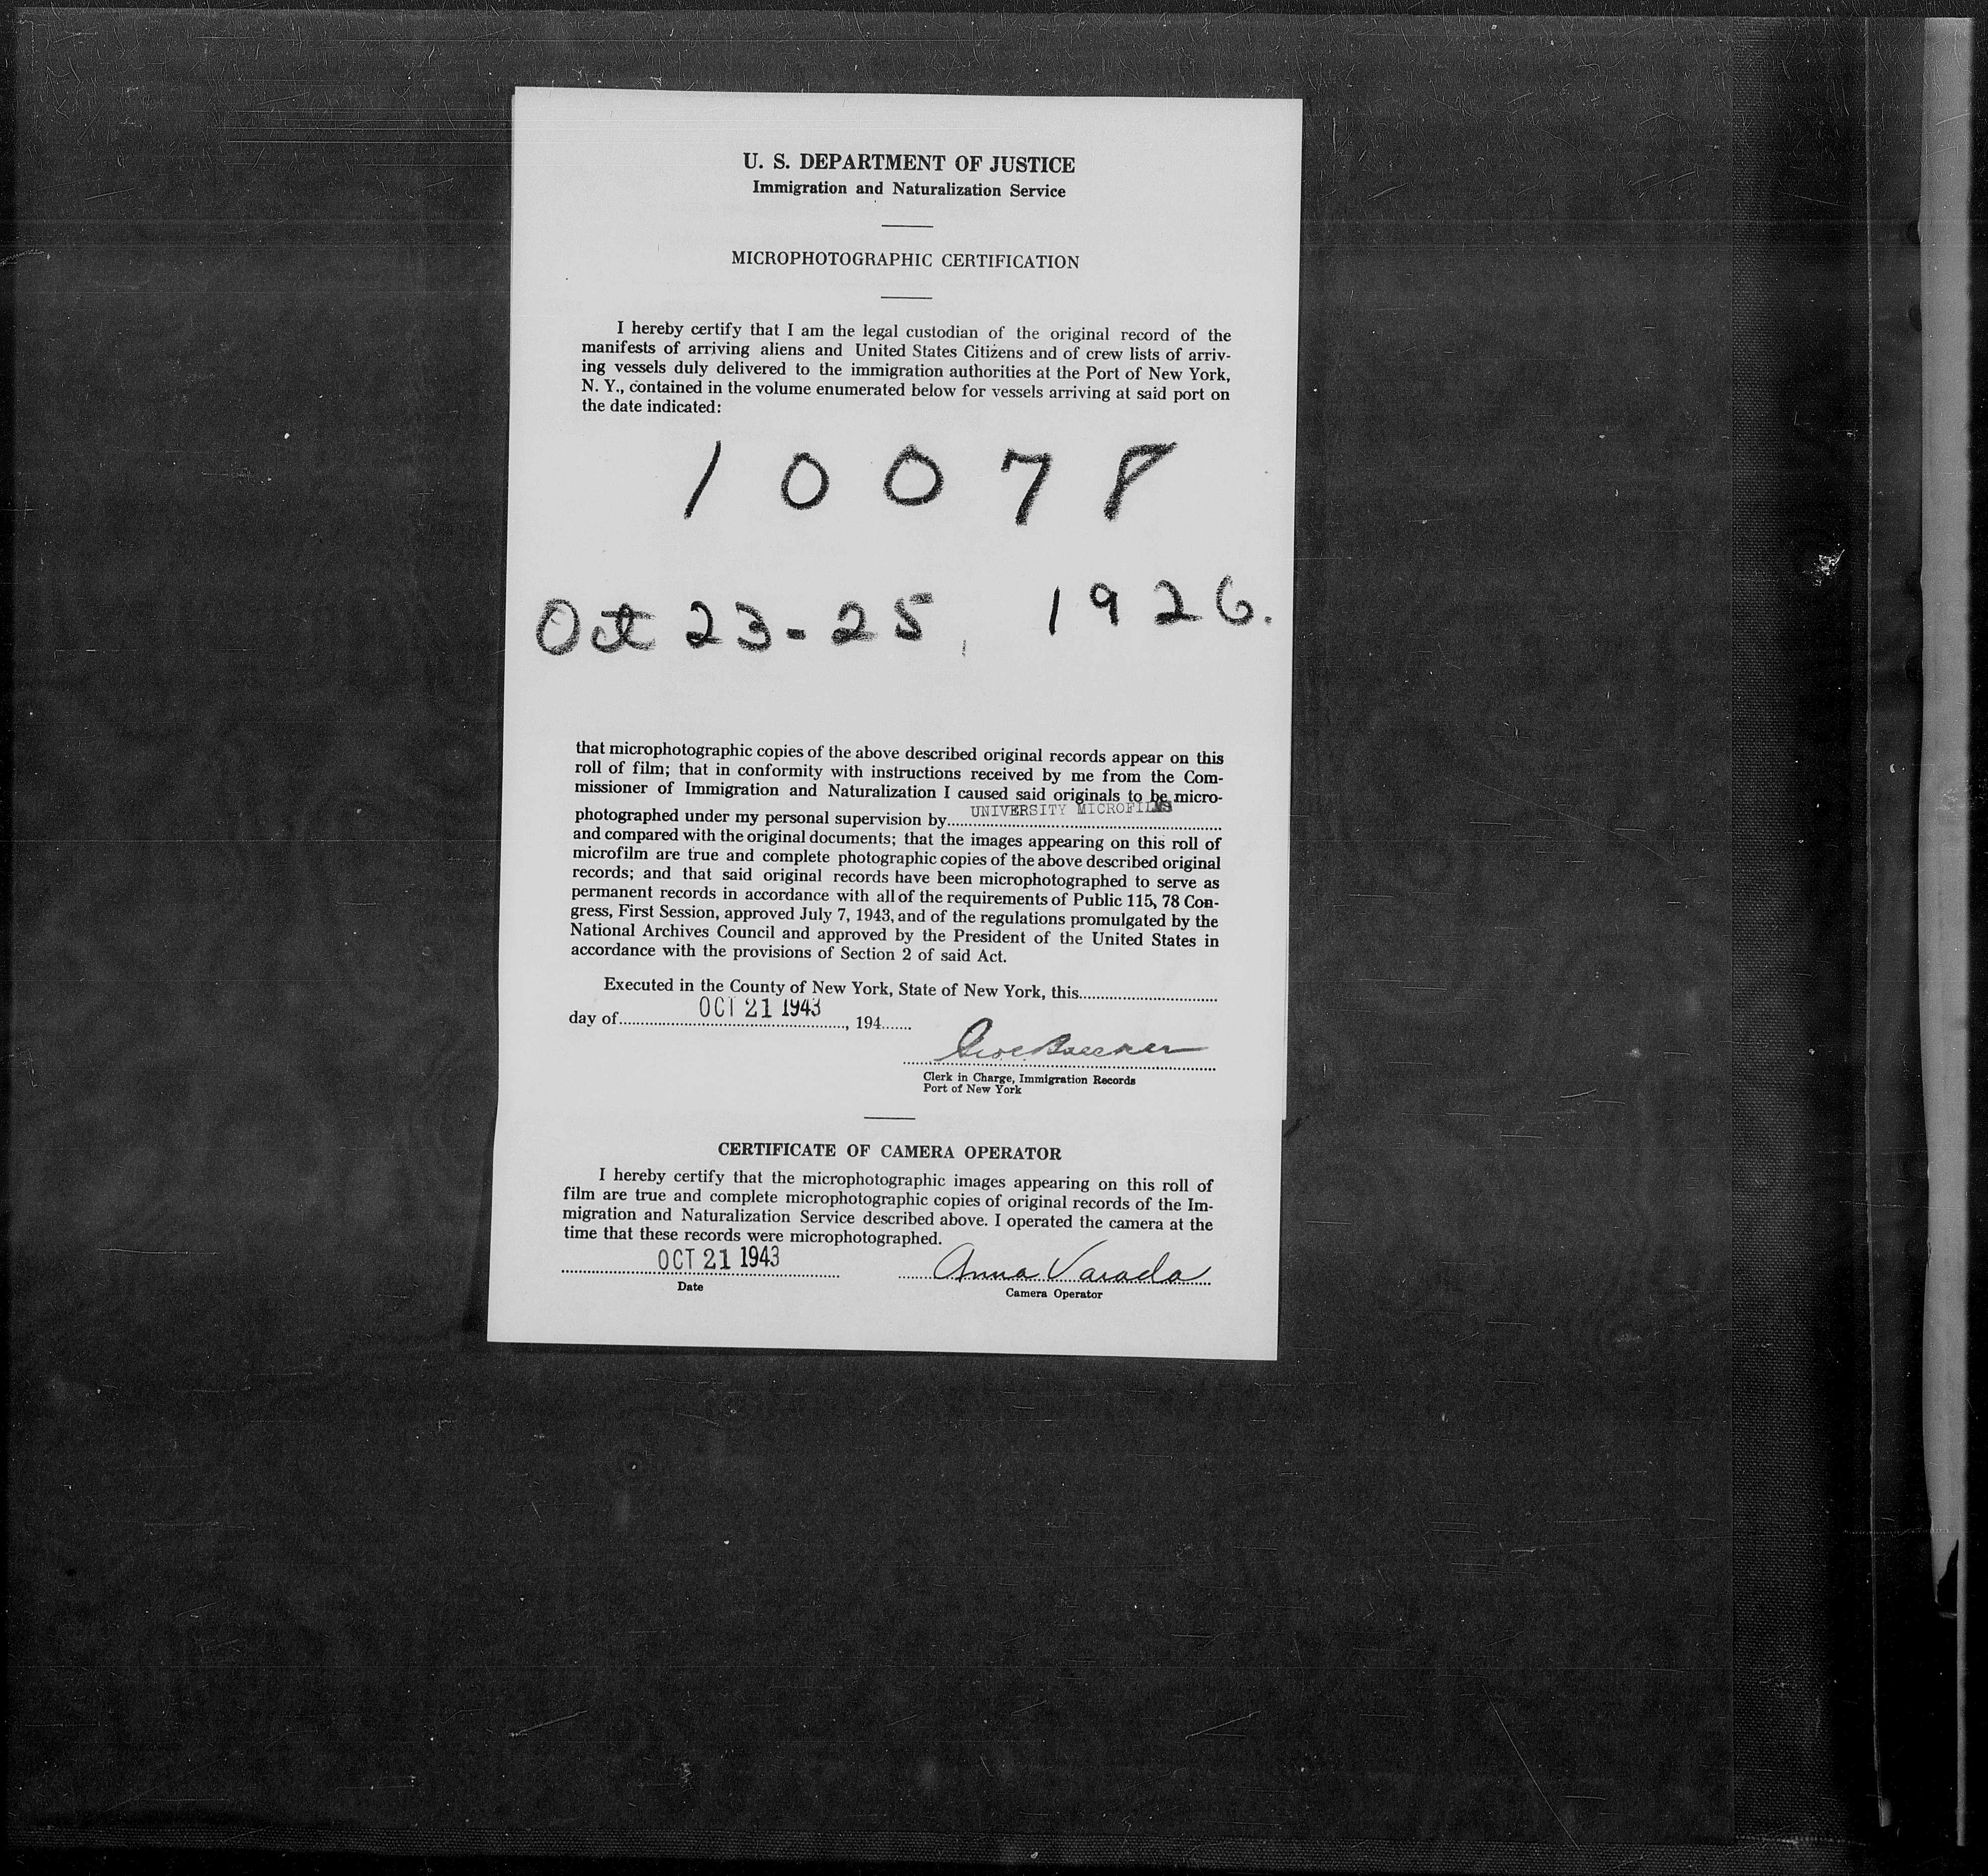 U. S. DEPARTMENT OF JUSTICE
Immigration and Naturalization Service
MICROPHOTOGRAPHIC CERTIFICATION
I hereby certify that I am the legal custodian of the original record of the
manifests of arriving aliens and United States Citizens and of crew lists of arriv-
ing vessels duly delivered to the immigration authorities at the Port of New York,
N. Y., contained in the volume enumerated below for vessels arriving at said port on
the date indicated:
1 0 0 7 8
Oct 23-25, 1926.
that microphotographic copies of the above described original records appear on this
roll of film; that in conformity with instructions received by me from the Com-
missioner of Immigration and Naturalization I caused said originals to be micro-
photographed under my personal supervision by UNIVERSITY MICROFILMS
and compared with the original documents; that the images appearing on this roll of
microfilm are true and complete photographic copies of the above described original
records; and that said original records have been microphotographed to serve as
permanent records in accordance with all of the requirements of Public 115, 78 Con-
gress, First Session, approved July 7, 1943, and of the regulations promulgated by the
National Archives Council and approved by the President of the United States in
accordance with the provisions of Section 2 of said Act.
Executed in the County of New York, State of New York, this
day of OCT 21 1943, 194
Clerk in Charge, Immigration Records
Port of New York
CERTIFICATE OF CAMERA OPERATOR
I hereby certify that the microphotographic images appearing on this roll of
film are true and complete microphotographic copies of original records of the Im-
migration and Naturalization Service described above. I operated the camera at the
time that these records were microphotographed.
OCT 21 1943 Anna Varada
Date Camera Operator